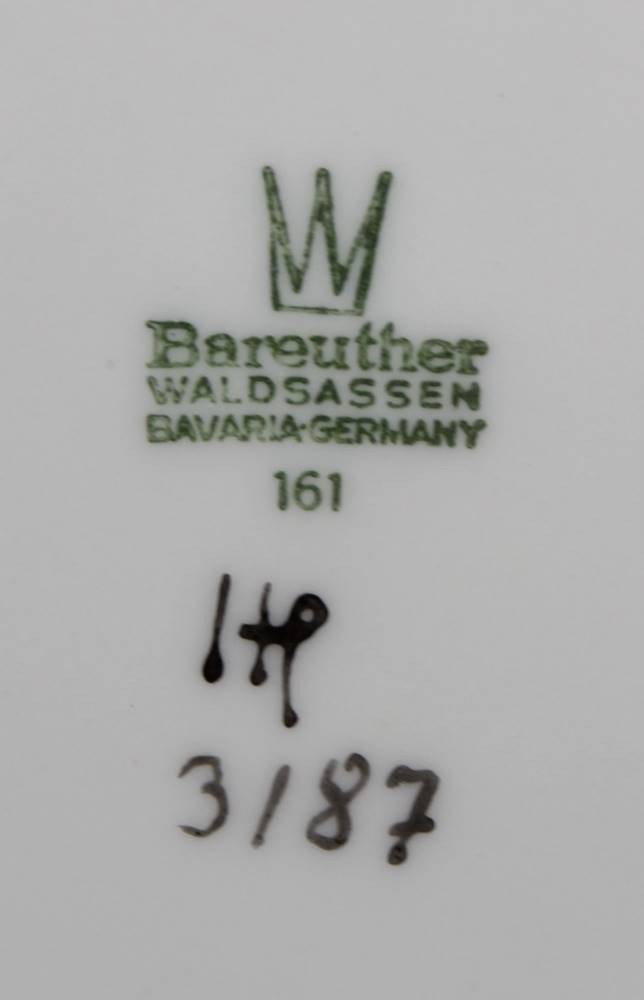 W
Bareuther
WALDSASSEN
BAVARIA·GERMANY
161
3/87